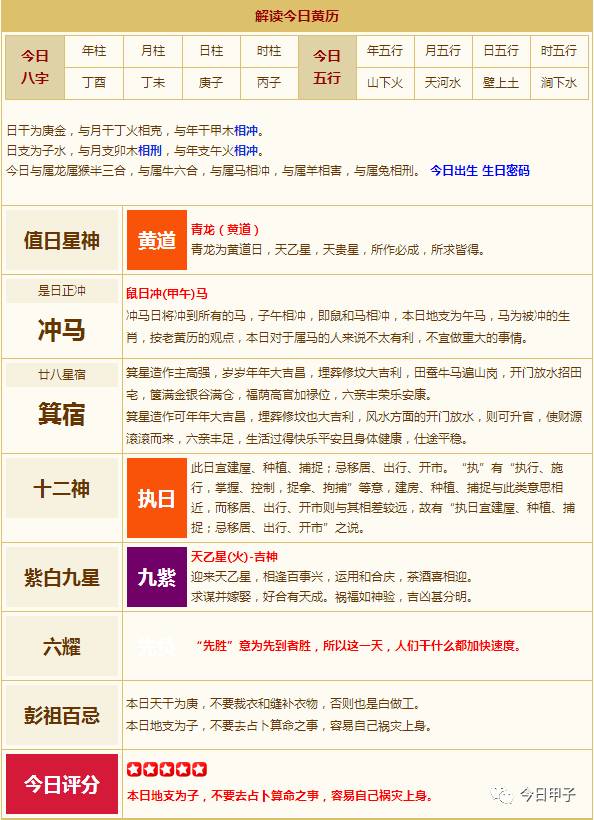 解读今日黄历
今日
八字
年柱 月柱 日柱 时柱
今日
五行
年五行 月五行 日五行 时五行
丁酉 丁未 庚子 丙子
山下火 天河水 壁上土 涧下水
日干为庚金，与月干丁火相克，与年干甲木相冲。
日支为子水，与月支卯木相刑，与年支午火相冲。
今日与属龙属猴半三合，与属牛六合，与属马相冲，与属羊相害，与属兔相刑。 今日出生 生日密码
值日星神
黄道
青龙（黄道）
青龙为黄道日，天乙星，天贵星，所作必成，所求皆得。
是日正冲
冲马
鼠日冲(甲午)马
冲马日将冲到所有的马，子午相冲，即鼠和马相冲，本日地支为午马，马为被冲的生
肖，按老黄历的观点，本日对于属马的人来说不太有利，不宜做重大的事情。
廿八星宿
箕宿
箕星造作主高强，岁岁年年大吉昌，埋葬修坟大吉利，田蚕牛马遍山岗，开门放水招田
宅，箧满金银谷满仓，福荫高官加禄位，六亲丰荣乐安康。
箕星造作可年年大吉昌，埋葬修坟也大吉利，风水方面的开门放水，则可升官，使财源
滚滚而来，六亲丰足，生活过得快乐平安且身体健康，仕途平稳。
十二神
执日
此日宜建屋、种植、捕捉；忌移居、出行、开市。“执”有“执行、施
行，掌握、控制，捉拿、拘捕”等意，建房、种植、捕捉与此类意思相
近，而移居、出行、开市则与其相差较远，故有“执日宜建屋、种植、捕
捉；忌移居、出行、开市”之说。
紫白九星
九紫
天乙星(火)-吉神
迎来天乙星，相逢百事兴，运用和合庆，茶酒喜相迎。
求谋并嫁娶，好合有天成。祸福如神验，吉凶甚分明。
六耀
“先胜”意为先到者胜，所以这一天，人们干什么都加快速度。
彭祖百忌
本日天干为庚，不要裁衣和缝补衣物，否则也是白做工。
本日地支为子，不要去占卜算命之事，容易自己祸灾上身。
今日评分
本日地支为子，不要去占卜算命之事，容易自己祸灾上身。
今日甲子